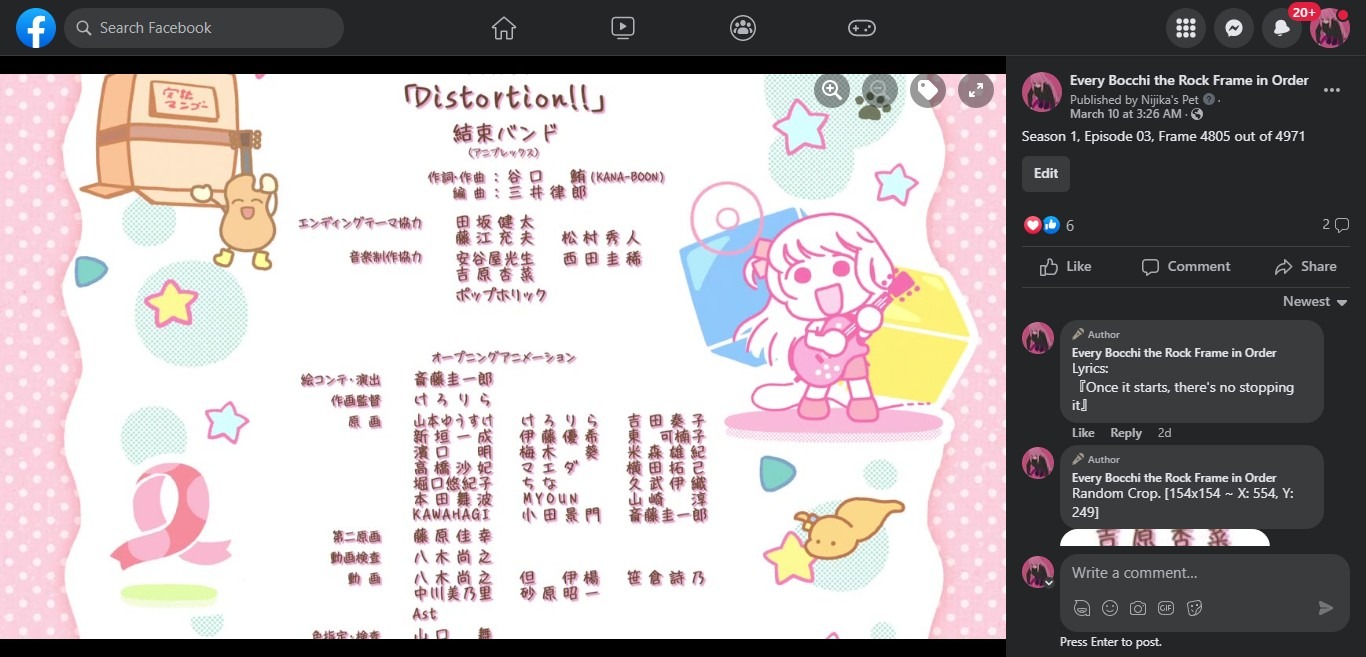 Search Facebook
20+
完熟
マンゴー
「Distortion!!」
結束バンド
(アニプレックス)
作詞・作曲 : 谷口 鮪 (KANA-BOON)
編曲 : 三井律郎
エンディングテーマ協力 田坂健太
藤江充夫 松村秀人
音楽制作協力 安谷屋光生 西田圭稀
吉原杏菜
ポップホリック
オープニングアニメーション
絵コンテ・演出 斎藤圭一郎
作画監督 けろりら
原画 山本ゆうすけ けろりら 吉田奏子
新垣一成 伊藤優希 東 可楠子
濱口 明 梅木 葵 米森雄紀
高橋沙妃 マエダ 横田拓己
堀口悠紀子 ちな 久武伊織
本田舞波 MYOUN 山崎 淳
KAWAHAGI 小田景門 斎藤圭一郎
第二原画 藤原佳幸
動画検査 八木尚之
動画 八木尚之 但 伊楊 笹倉詩乃
中川美乃里 砂原昭一
Ast
色指定・検査 山口 舞
Every Bocchi the Rock Frame in Order
Published by Nijika's Pet
March 10 at 3:26 AM ·
Season 1, Episode 03, Frame 4805 out of 4971
Edit
6
2
Like Comment Share
Newest
Author
Every Bocchi the Rock Frame in Order
Lyrics:
『Once it starts, there's no stopping
it』
Like Reply 2d
Author
Every Bocchi the Rock Frame in Order
Random Crop. [154x154 ~ X: 554, Y:
249]
吉原杏菜
Write a comment…
GIF
Press Enter to post.